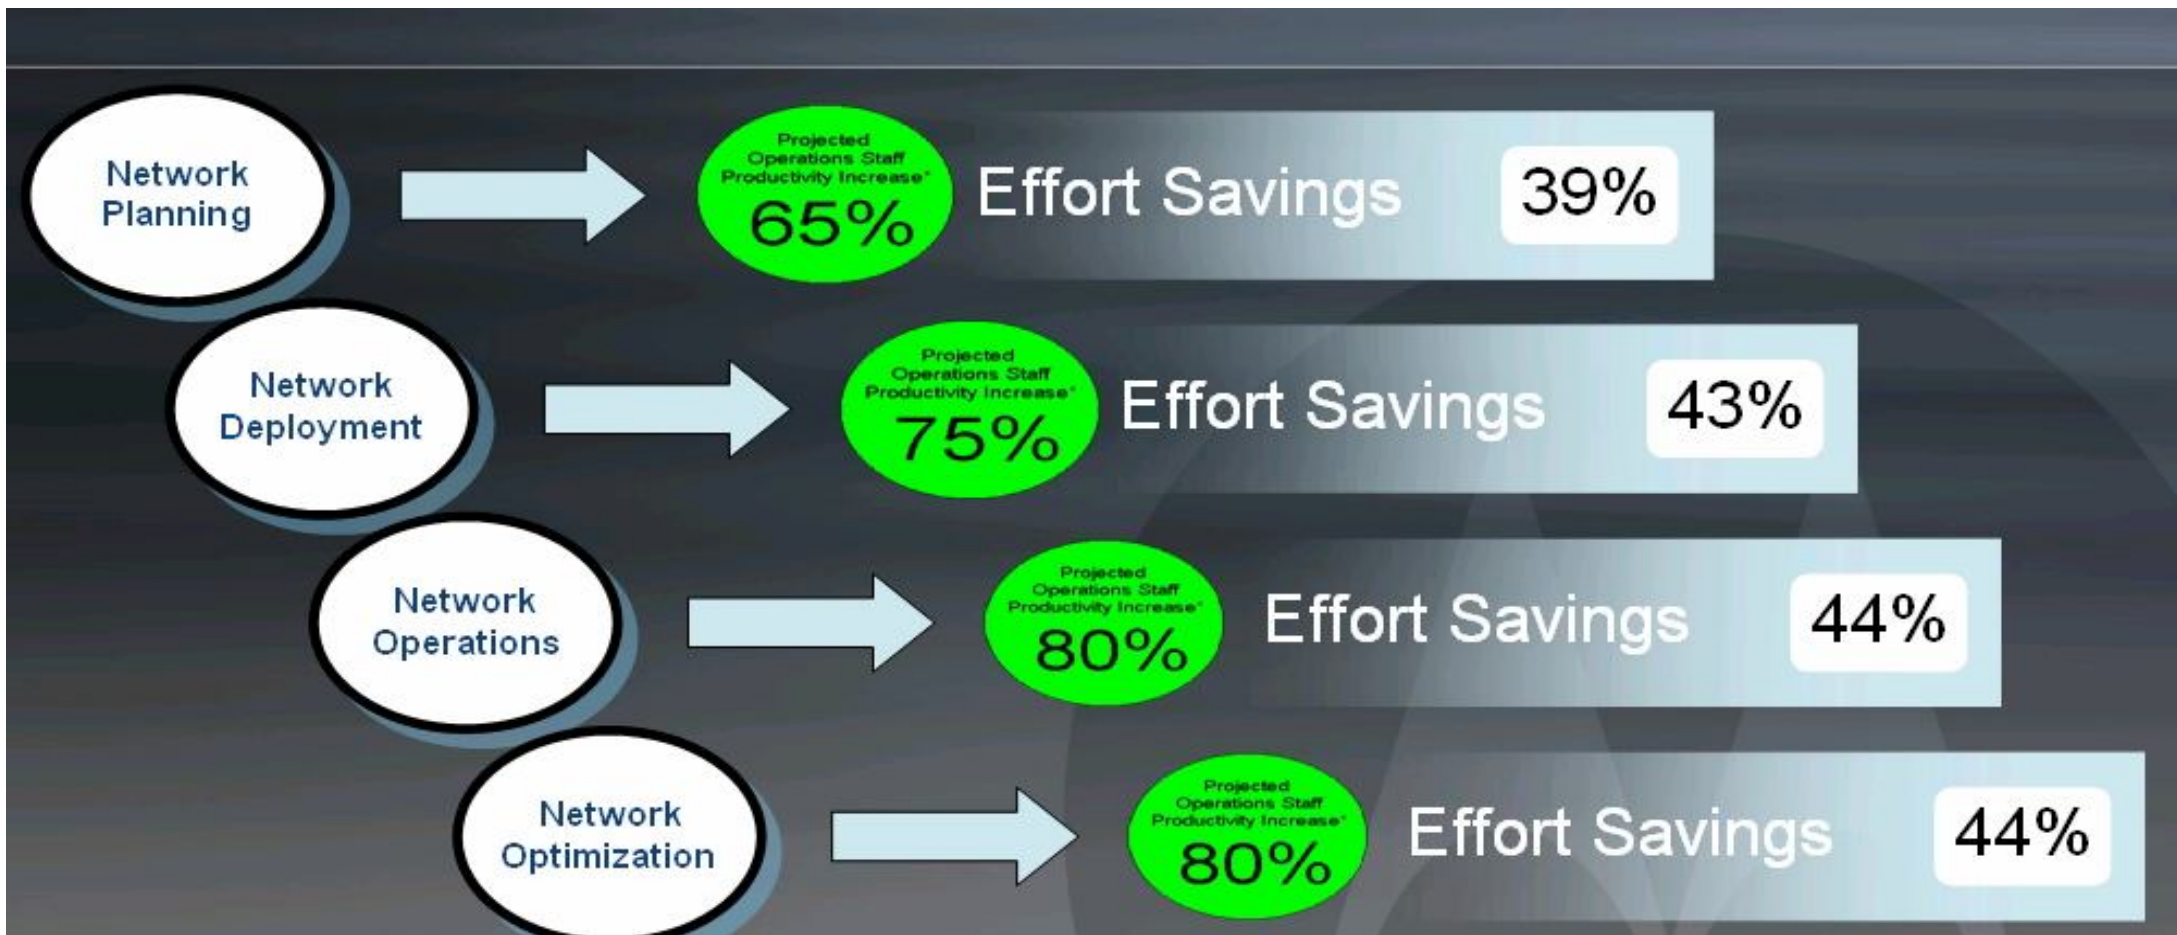 Network
Planning
Projected
Operations Staff
Productivity Increase*
65%
Effort Savings
39%
Network
Deployment
Projected
Operations Staff
Productivity Increase*
75%
Effort Savings
43%
Network
Operations
Projected
Operations Staff
Productivity Increase*
80%
Effort Savings
44%
Network
Optimization
Projected
Operations Staff
Productivity Increase*
80%
Effort Savings
44%